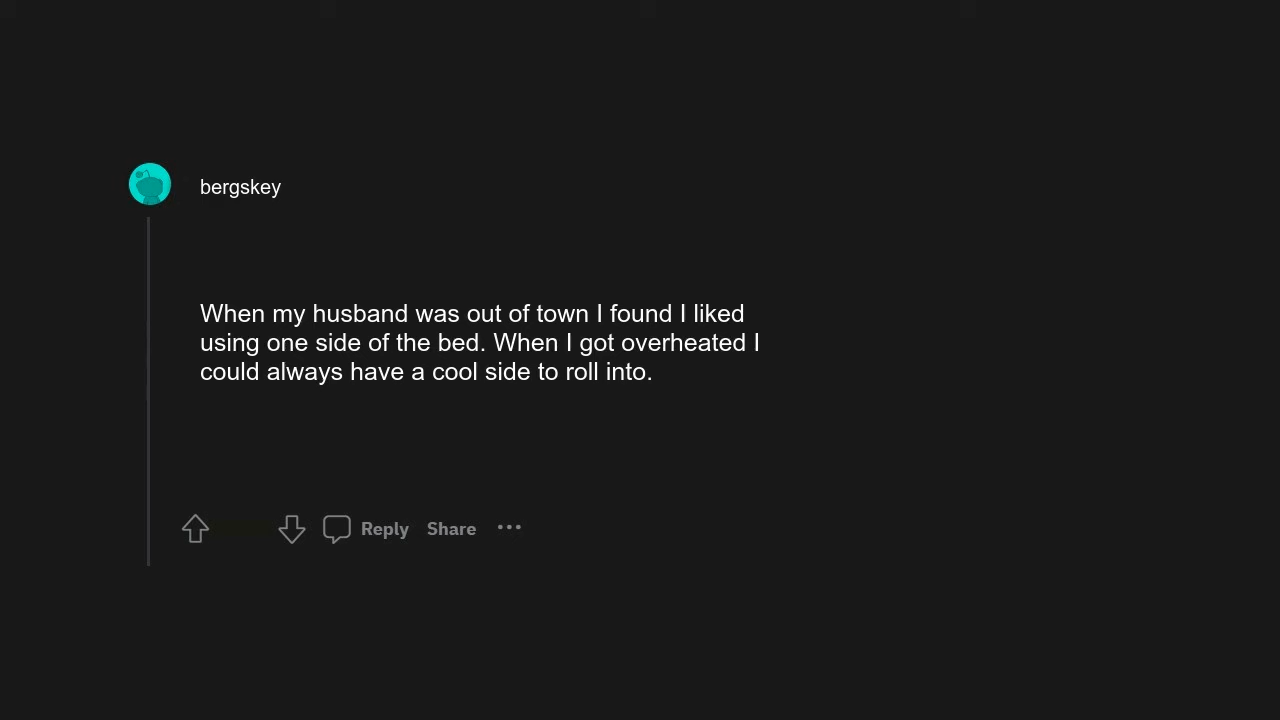 bergskey
When my husband was out of town I found I liked
using one side of the bed. When I got overheated I
could always have a cool side to roll into.
Reply Share